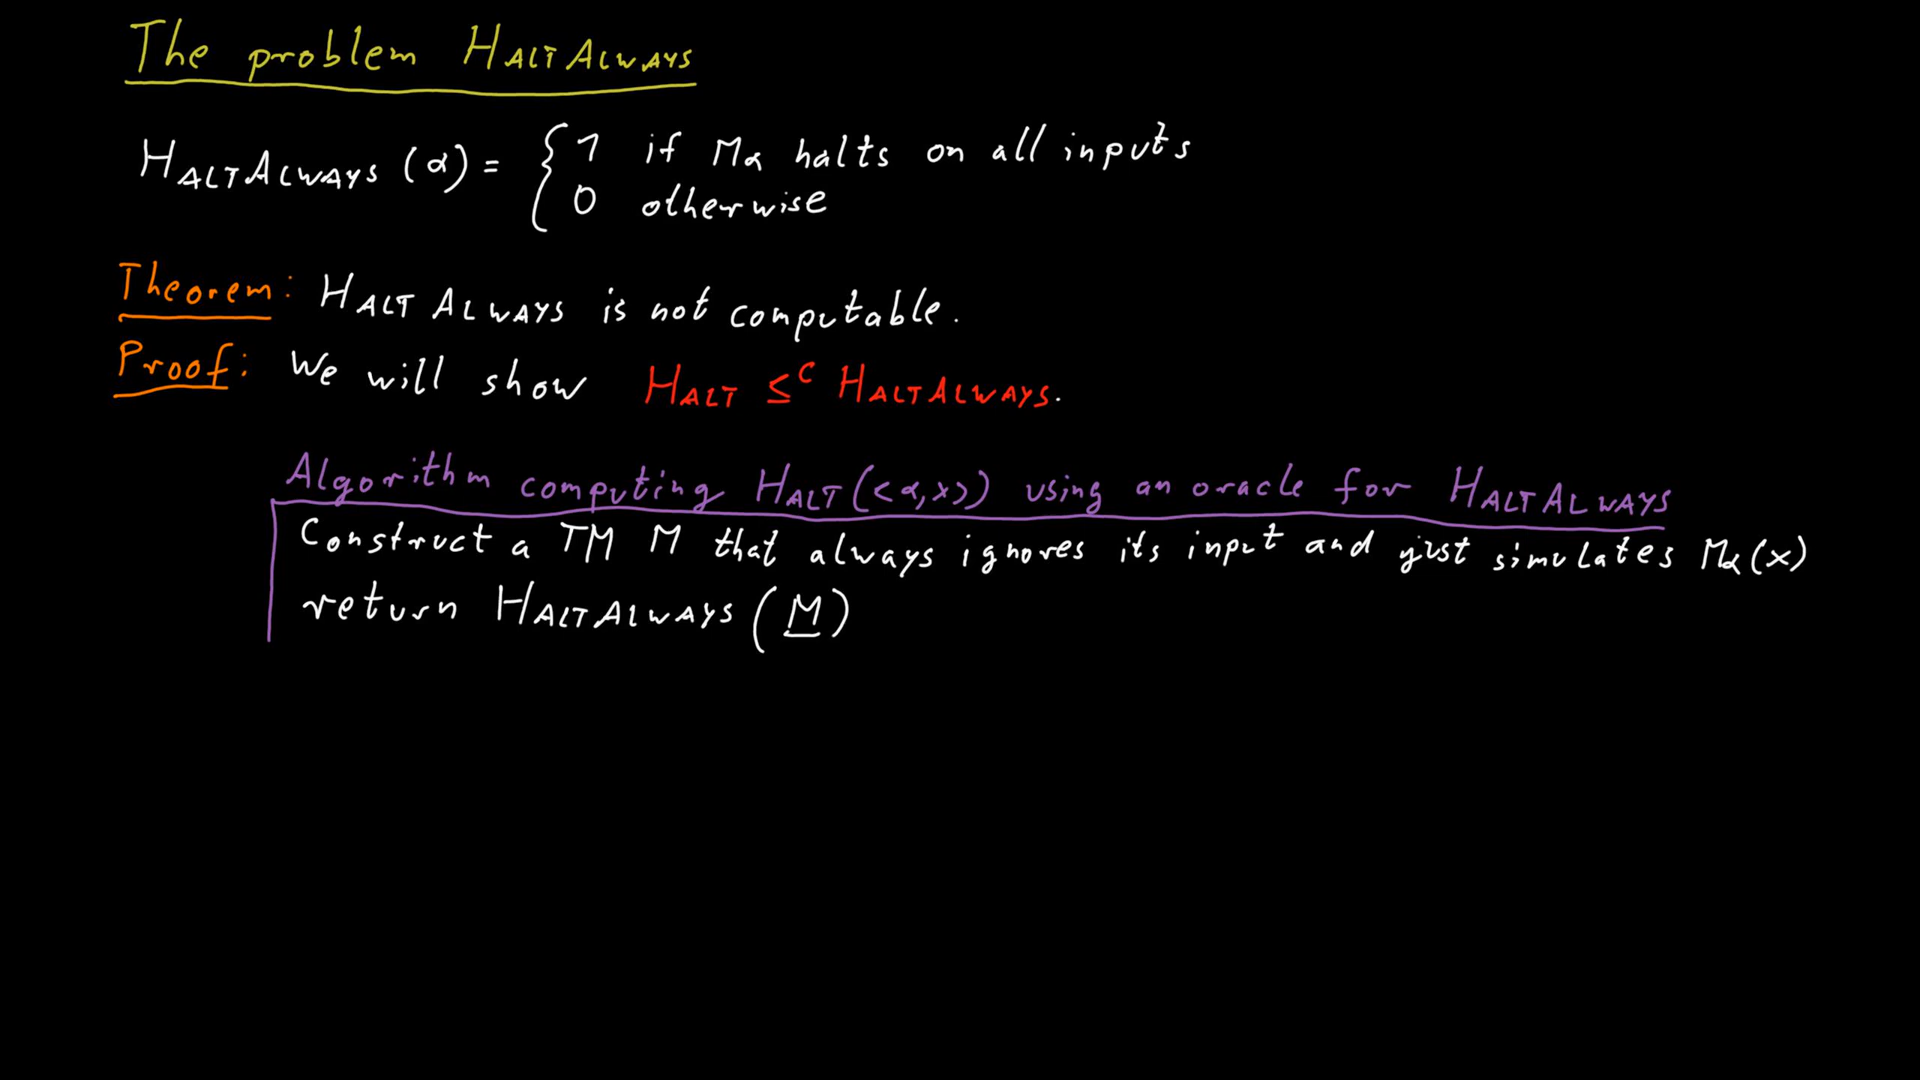 The problem HALTALWAYS
HALTALWAYS (α) = { 1 if Mα halts on all inputs
0 otherwise
Theorem: HALTALWAYS is not computable.
Proof: We will show HALT ≤ᶜ HALTALWAYS.
Algorithm computing HALT(<α,x>) using an oracle for HALTALWAYS
Construct a TM M that always ignores its input and just simulates Mα(x)
return HALTALWAYS (M)